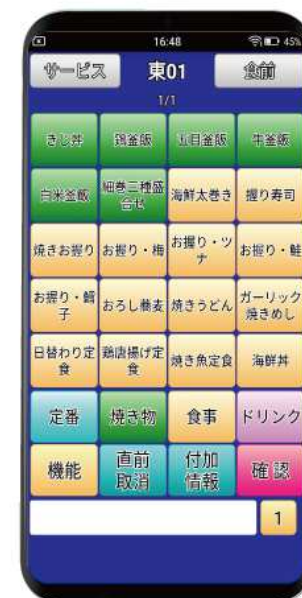 16:48
45%
サービス 東01 食前
1/1
きじ丼 鶏釜飯 五目釜飯 牛釜飯
白米釜飯 細巻三種盛
合せ 海鮮太巻き 握り寿司
焼きお握り お握り・梅 お握り・ツ
ナ お握り・鮭
お握り・鱈
子 おろし蕎麦 焼きうどん ガーリック
焼きめし
日替わり定
食 鶏唐揚げ定
食 焼き魚定食 海鮮丼
定番 焼き物 食事 ドリンク
機能 直前
取消 付加
情報 確認
1